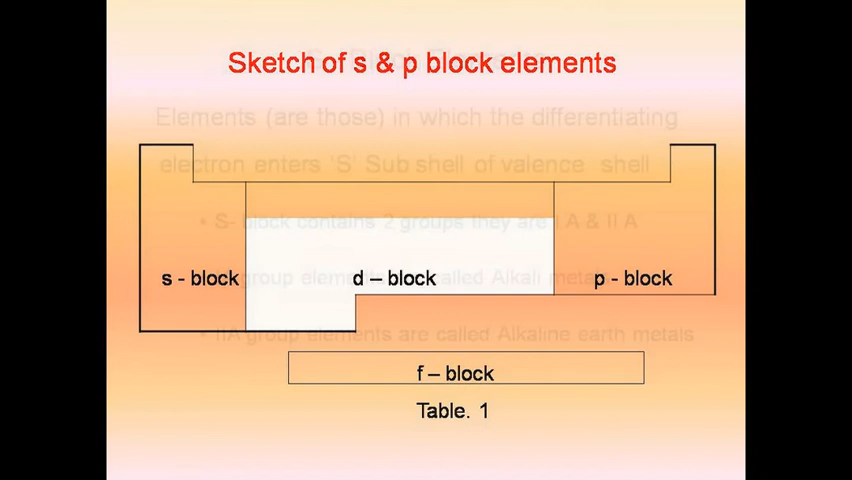 Sketch of s & p block elements
Elements (are those) in which the differentiating
electron enters 'S' Sub shell of valence shell
• S- block contains 2 groups they are I A & II A
s - block
group elements called Alkali metals
d – block
p - block
• IIA group elements are called Alkaline earth metals
f – block
Table. 1